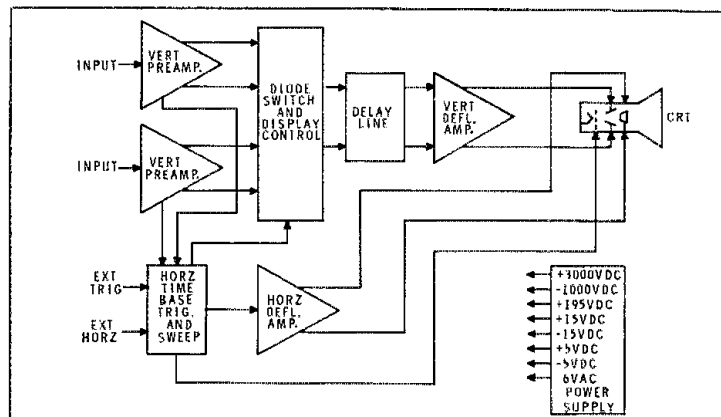 INPUT
VERT
PREAMP.
INPUT
VERT
PREAMP.
DIODE
SWITCH
AND
DISPLAY
CONTROL
DELAY
LINE
VERT
DEFL.
AMP.
CRT
EXT
TRIG
EXT
HORZ
HORZ
TIME
BASE
TRIG.
AND
SWEEP
HORZ
DEFL.
AMP.
+3000VDC
-1000VDC
+195VDC
+15VDC
-15VDC
+5VDC
-5VDC
6VAC
POWER
SUPPLY